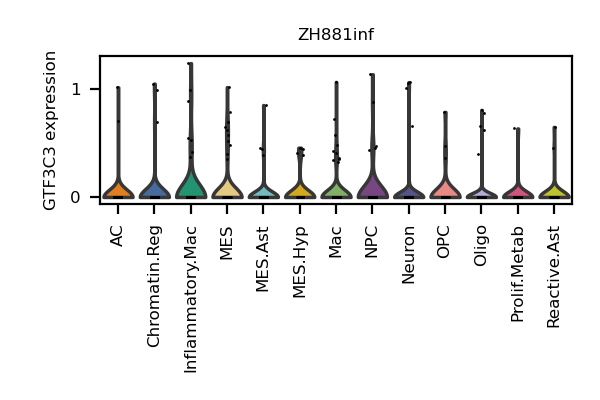 ZH881inf
GTF3C3 expression
1
0
AC
Chromatin.Reg
Inflammatory.Mac
MES
MES.Ast
MES.Hyp
Mac
NPC
Neuron
OPC
Oligo
Prolif.Metab
Reactive.Ast